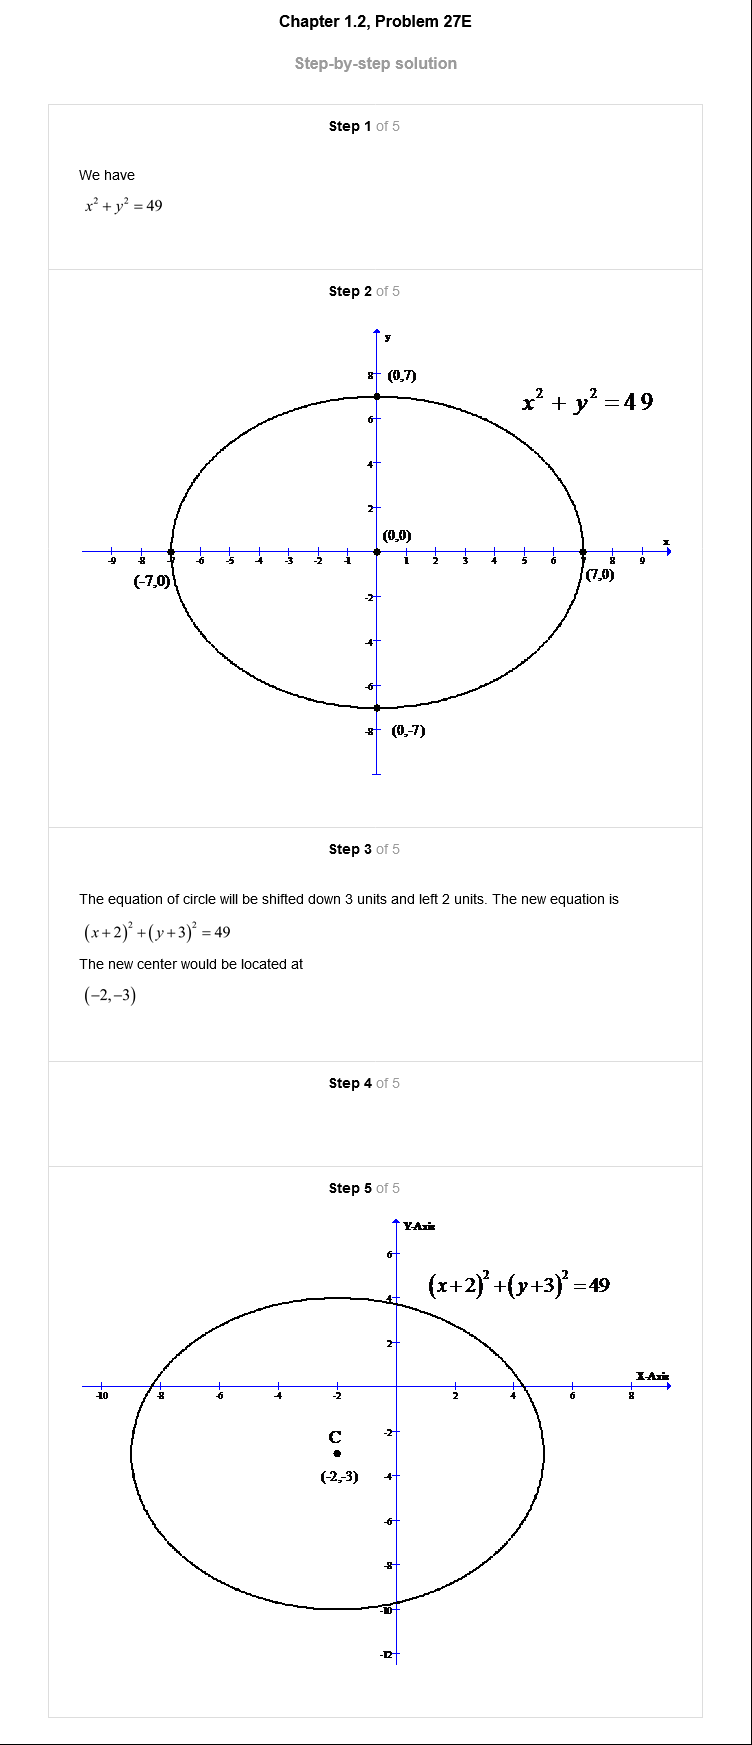 Chapter 1.2, Problem 27E
Step-by-step solution
Step 1 of 5
We have
x² + y² = 49
Step 2 of 5
y
8
(0,7)
x² + y² = 49
6
4
2
(0,0)
x
-9 -8 -7 -6 -5 -4 -3 -2 -1 1 2 3 4 5 6 7 8 9
(-7,0)
(7,0)
-2
-4
-6
-8
(0,-7)
Step 3 of 5
The equation of circle will be shifted down 3 units and left 2 units. The new equation is
(x+2)² + (y+3)² = 49
The new center would be located at
(−2,−3)
Step 4 of 5
Step 5 of 5
Y-Axis
6
(x+2)² + (y+3)² = 49
4
2
X-Axis
-10 -8 -6 -4 -2 2 4 6 8
-2
C
(-2,-3)
-4
-6
-8
-10
-12